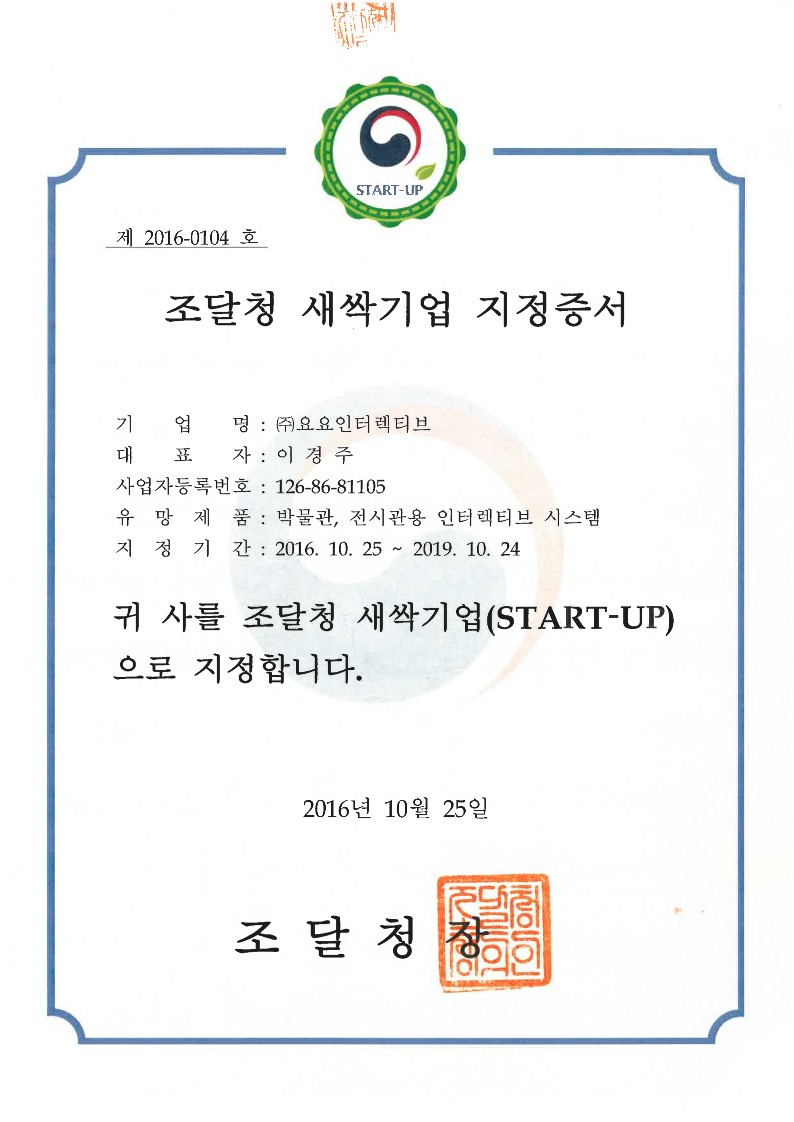 START-UP
제 2016-0104 호
조달청 새싹기업 지정증서
기 업 명 : ㈜요요인터렉티브
대 표 자 : 이 경 주
사업자등록번호 : 126-86-81105
유 망 제 품 : 박물관, 전시관용 인터렉티브 시스템
지 정 기 간 : 2016. 10. 25 ~ 2019. 10. 24
귀 사를 조달청 새싹기업(START-UP)
으로 지정합니다.
2016년 10월 25일
조 달 청 장